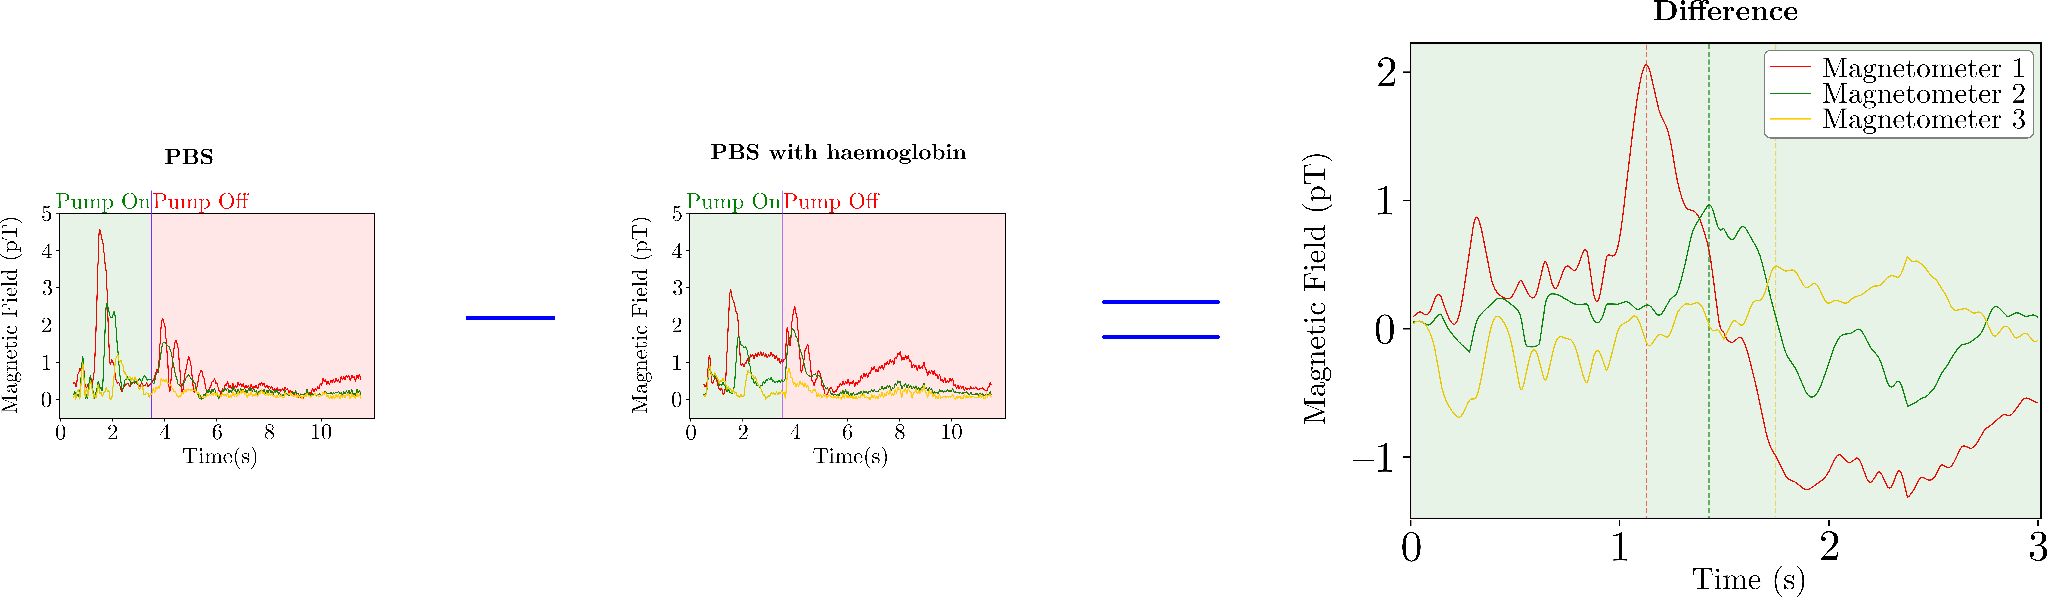 PBS
Pump On Pump Off
5
4
3
2
1
0
Magnetic Field (pT)
0 2 4 6 8 10
Time(s)
PBS with haemoglobin
Pump On Pump Off
5
4
3
2
1
0
Magnetic Field (pT)
0 2 4 6 8 10
Time(s)
Difference
Magnetometer 1
Magnetometer 2
Magnetometer 3
2
1
0
−1
Magnetic Field (pT)
0 1 2 3
Time (s)